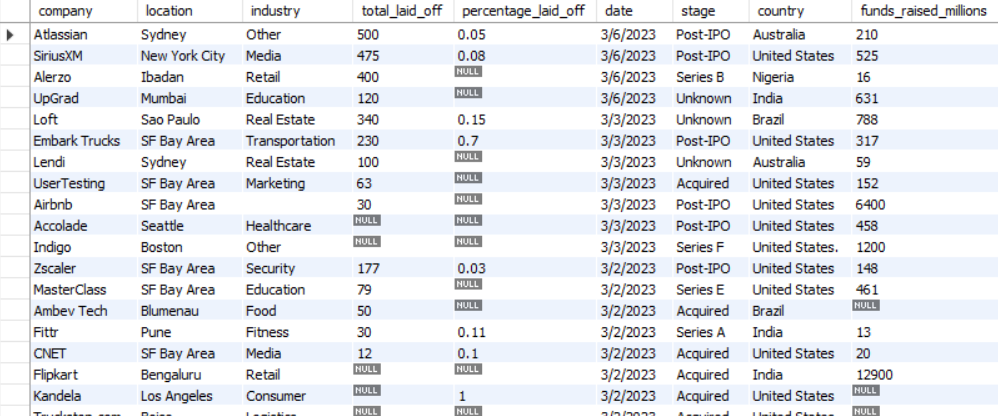 company location industry total_laid_off percentage_laid_off date stage country funds_raised_millions
Atlassian Sydney Other 500 0.05 3/6/2023 Post-IPO Australia 210
SiriusXM New York City Media 475 0.08 3/6/2023 Post-IPO United States 525
Alerzo Ibadan Retail 400 NULL 3/6/2023 Series B Nigeria 16
UpGrad Mumbai Education 120 NULL 3/6/2023 Unknown India 631
Loft Sao Paulo Real Estate 340 0.15 3/3/2023 Unknown Brazil 788
Embark Trucks SF Bay Area Transportation 230 0.7 3/3/2023 Post-IPO United States 317
Lendi Sydney Real Estate 100 NULL 3/3/2023 Unknown Australia 59
UserTesting SF Bay Area Marketing 63 NULL 3/3/2023 Acquired United States 152
Airbnb SF Bay Area 30 NULL 3/3/2023 Post-IPO United States 6400
Accolade Seattle Healthcare NULL NULL 3/3/2023 Post-IPO United States 458
Indigo Boston Other NULL NULL 3/3/2023 Series F United States. 1200
Zscaler SF Bay Area Security 177 0.03 3/2/2023 Post-IPO United States 148
MasterClass SF Bay Area Education 79 NULL 3/2/2023 Series E United States 461
Ambev Tech Blumenau Food 50 NULL 3/2/2023 Acquired Brazil NULL
Fittr Pune Fitness 30 0.11 3/2/2023 Series A India 13
CNET SF Bay Area Media 12 0.1 3/2/2023 Acquired United States 20
Flipkart Bengaluru Retail NULL NULL 3/2/2023 Acquired India 12900
Kandela Los Angeles Consumer NULL 1 3/2/2023 Acquired United States NULL
NULL NULL 3/2/2023 Acquired United States NULL